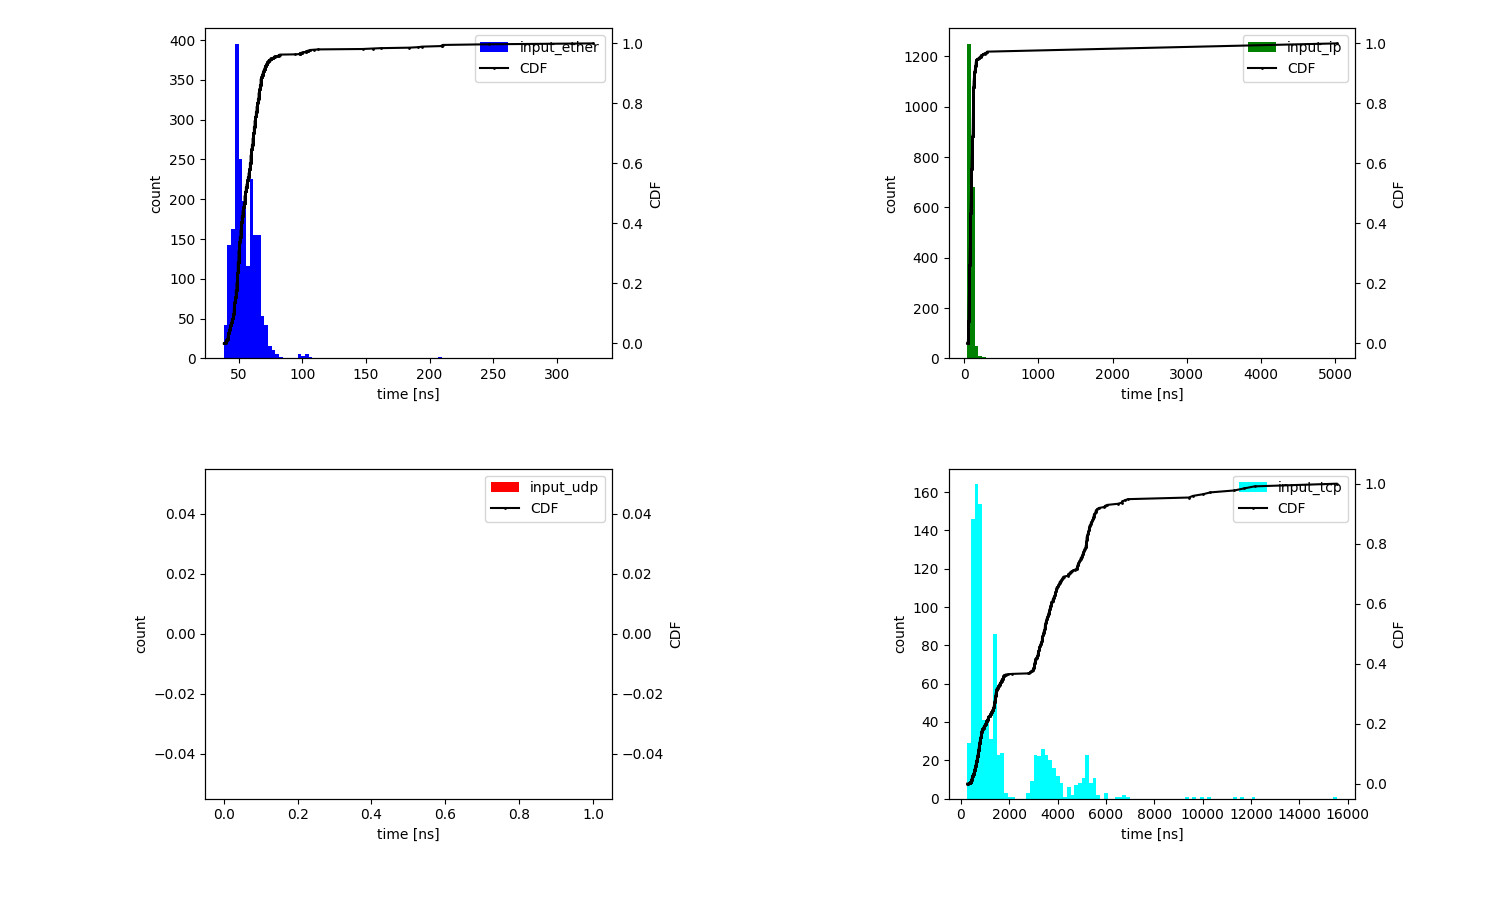 400
350
300
250
200
150
100
50
0
count
50 100 150 200 250 300
time [ns]
1.0
0.8
0.6
0.4
0.2
0.0
CDF
input_ether
CDF
1200
1000
800
600
400
200
0
count
0 1000 2000 3000 4000 5000
time [ns]
1.0
0.8
0.6
0.4
0.2
0.0
CDF
input_ip
CDF
0.04
0.02
0.00
−0.02
−0.04
count
0.0 0.2 0.4 0.6 0.8 1.0
time [ns]
0.04
0.02
0.00
−0.02
−0.04
CDF
input_udp
CDF
160
140
120
100
80
60
40
20
0
count
0 2000 4000 6000 8000 10000 12000 14000 16000
time [ns]
1.0
0.8
0.6
0.4
0.2
0.0
CDF
input_tcp
CDF